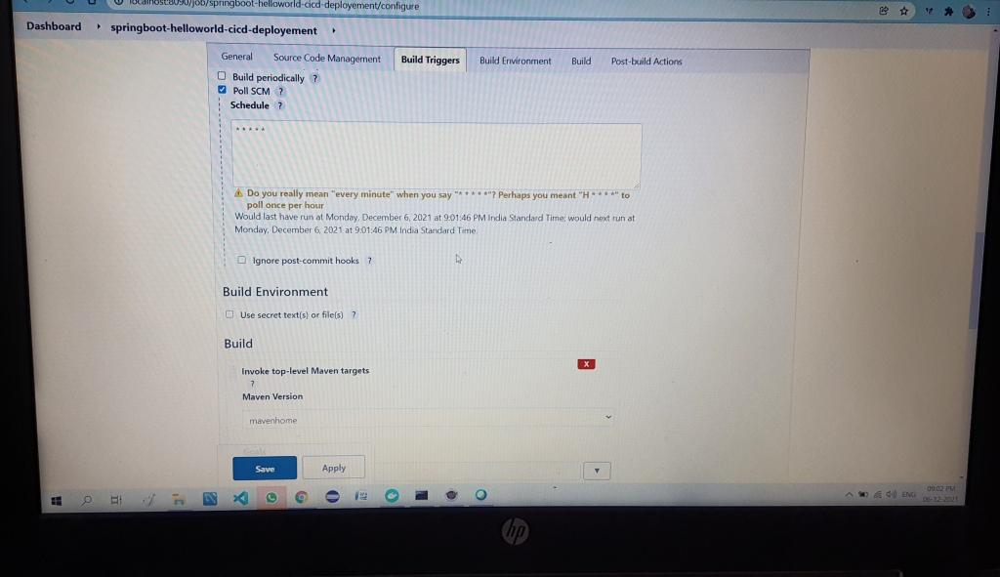 localhost:8090/job/springboot-helloworld-cicd-deployement/configure
Dashboard springboot-helloworld-cicd-deployement
General Source Code Management Build Triggers Build Environment Build Post-build Actions
Build periodically ?
Poll SCM ?
Schedule ?
* * * * *
Do you really mean "every minute" when you say "* * * * *"? Perhaps you meant "H * * * *" to
poll once per hour
Would last have run at Monday, December 6, 2021 at 9:01:46 PM India Standard Time; would next run at
Monday, December 6, 2021 at 9:01:46 PM India Standard Time.
Ignore post-commit hooks ?
Build Environment
Use secret text(s) or file(s) ?
Build
X
Invoke top-level Maven targets
?
Maven Version
mavenhome
Goals
Save Apply
ENG
09:02 PM
06-12-2021
hp